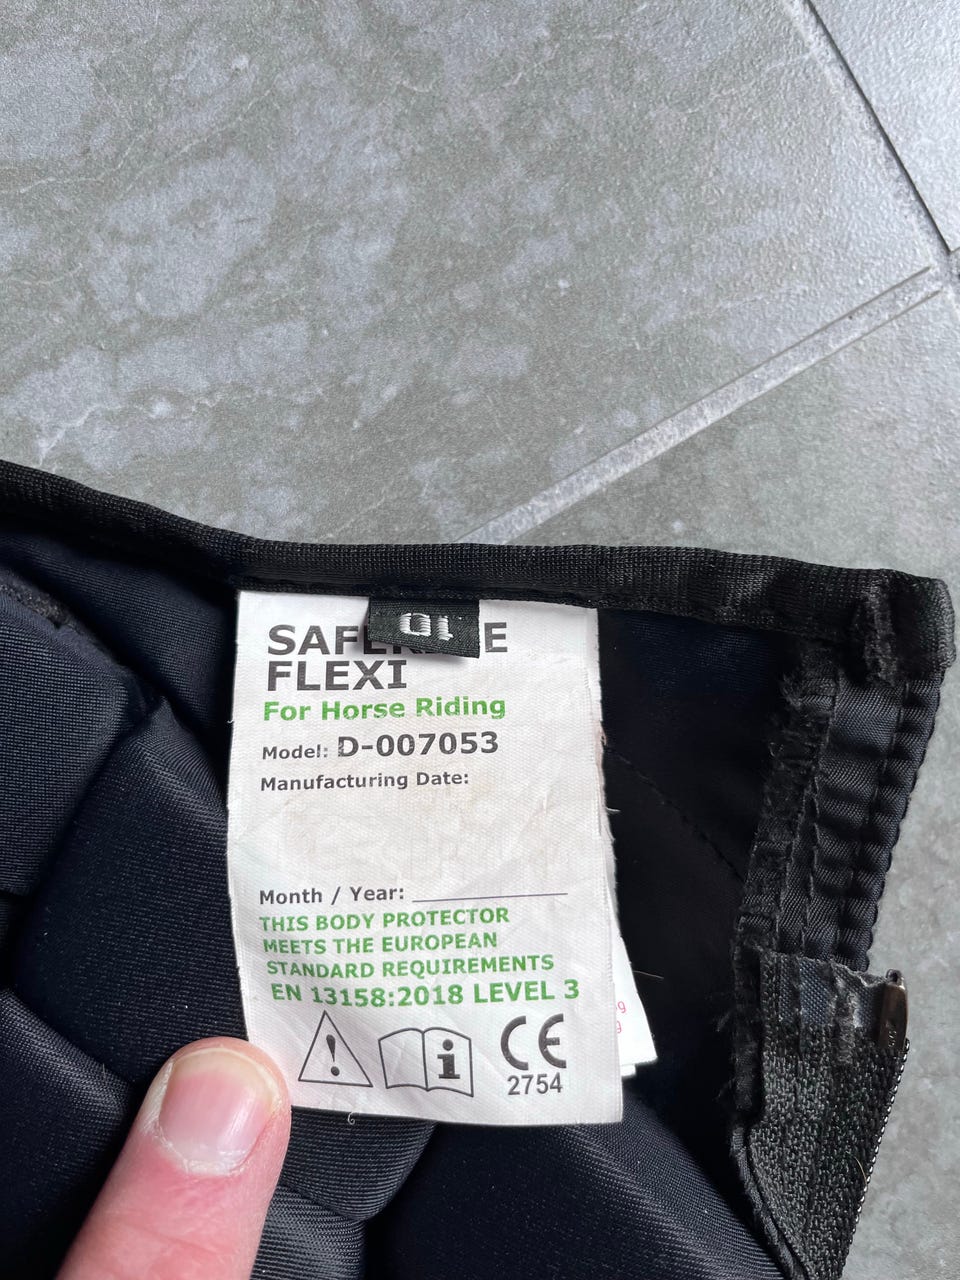 FLEXI
For Horse Riding
Model: D-007053
Manufacturing Date:
Month / Year:
THIS BODY PROTECTOR
MEETS THE EUROPEAN
STANDARD REQUIREMENTS
EN 13158:2018 LEVEL 3
CE
2754